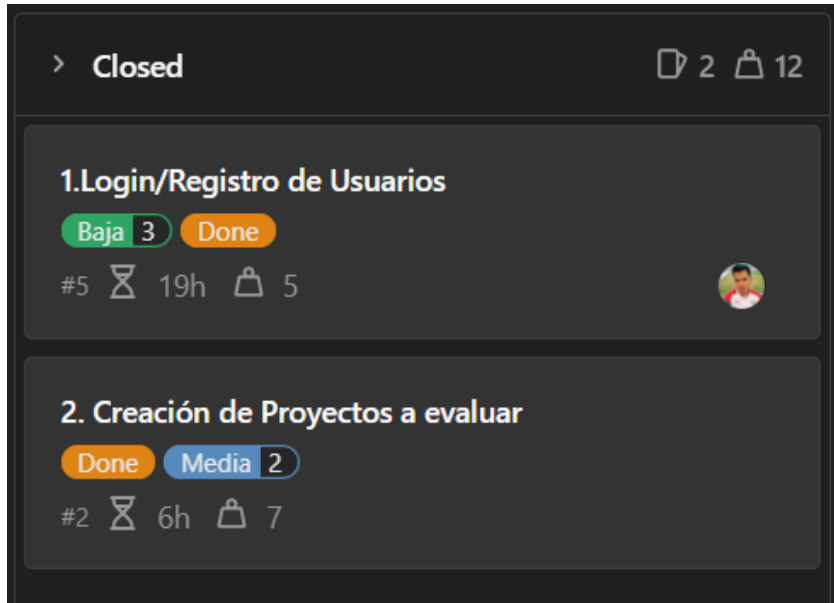 Closed 2 12
1.Login/Registro de Usuarios
Baja 3 Done
#5 19h 5
2. Creación de Proyectos a evaluar
Done Media 2
#2 6h 7